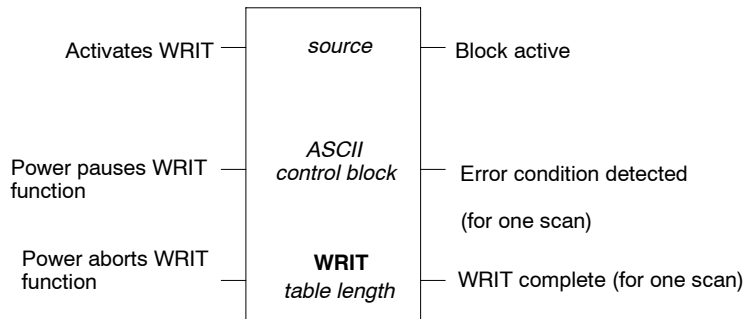 Activates WRIT
source
Block active
Power pauses WRIT
function
ASCII
control block
Error condition detected
(for one scan)
Power aborts WRIT
function
WRIT
table length
WRIT complete (for one scan)